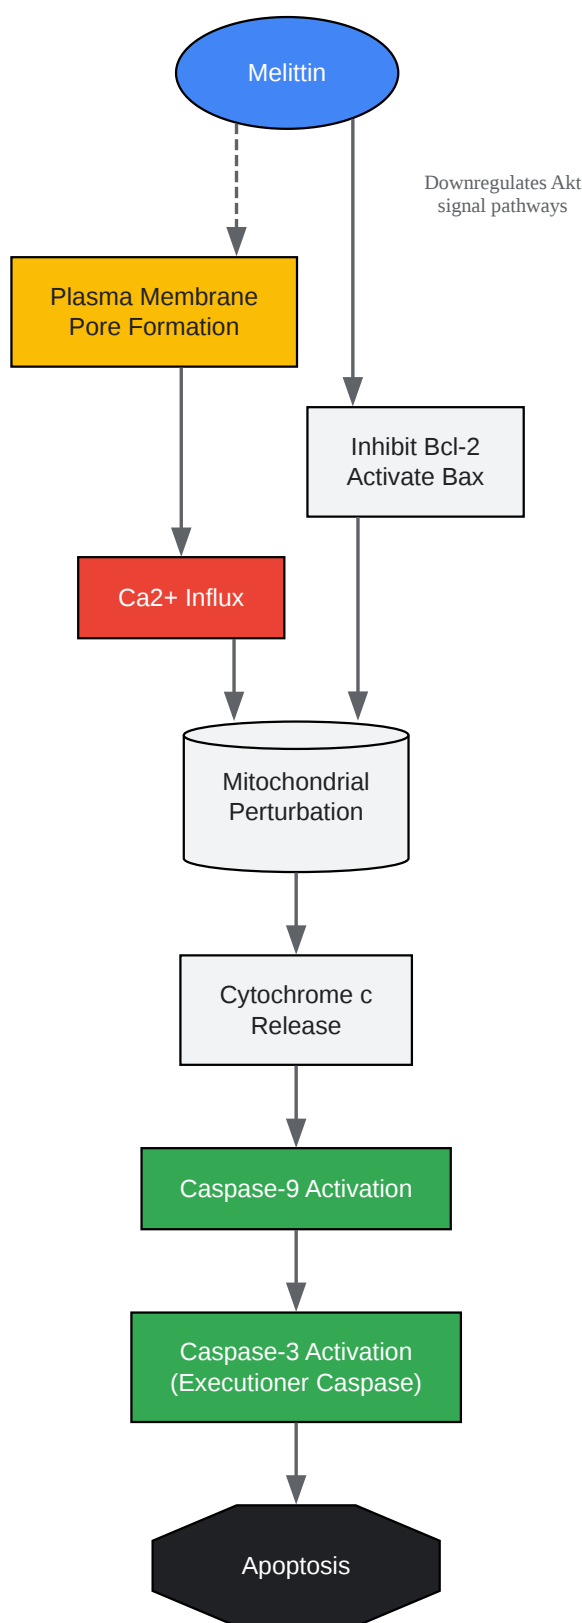 Melittin
Downregulates Akt
signal pathways
Plasma Membrane
Pore Formation
Inhibit Bcl-2
Activate Bax
Ca2+ Influx
Mitochondrial
Perturbation
Cytochrome c
Release
Caspase-9 Activation
Caspase-3 Activation
(Executioner Caspase)
Apoptosis